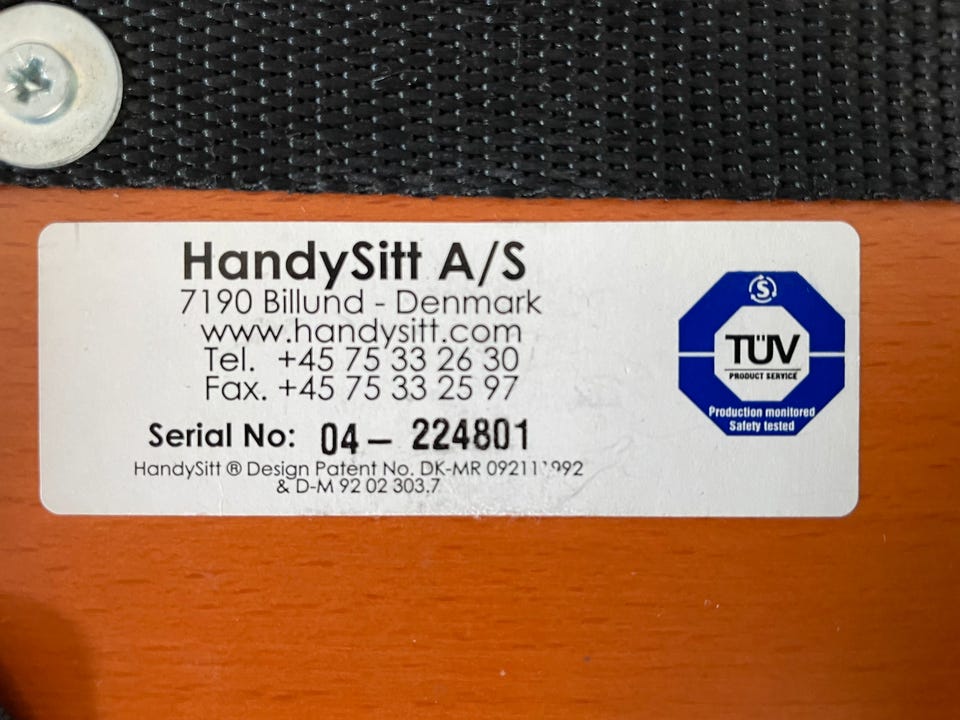 HandySitt A/S
7190 Billund - Denmark
www.handysitt.com
Tel. +45 75 33 26 30
Fax. +45 75 33 25 97
Serial No: 04 - 224801
HandySitt ® Design Patent No. DK-MR
& D-M 92 02 303.7
S
TÜV
PRODUCT SERVICE
Production monitored
Safety tested